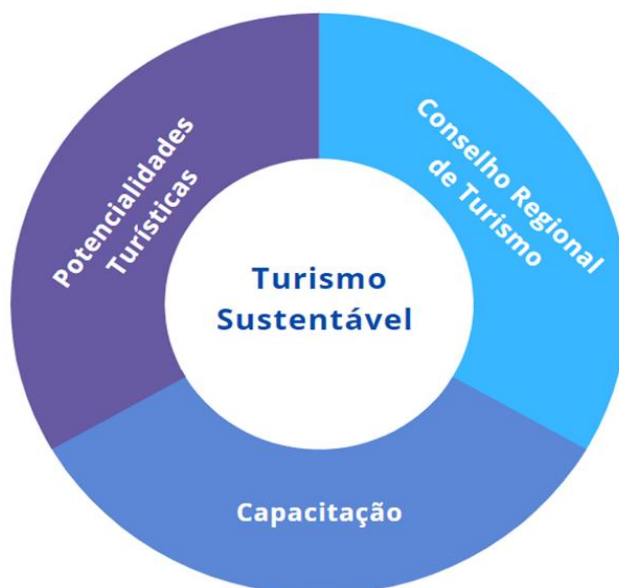 Potencialidades
Turísticas
Conselho Regional
de Turismo
Turismo
Sustentável
Capacitação